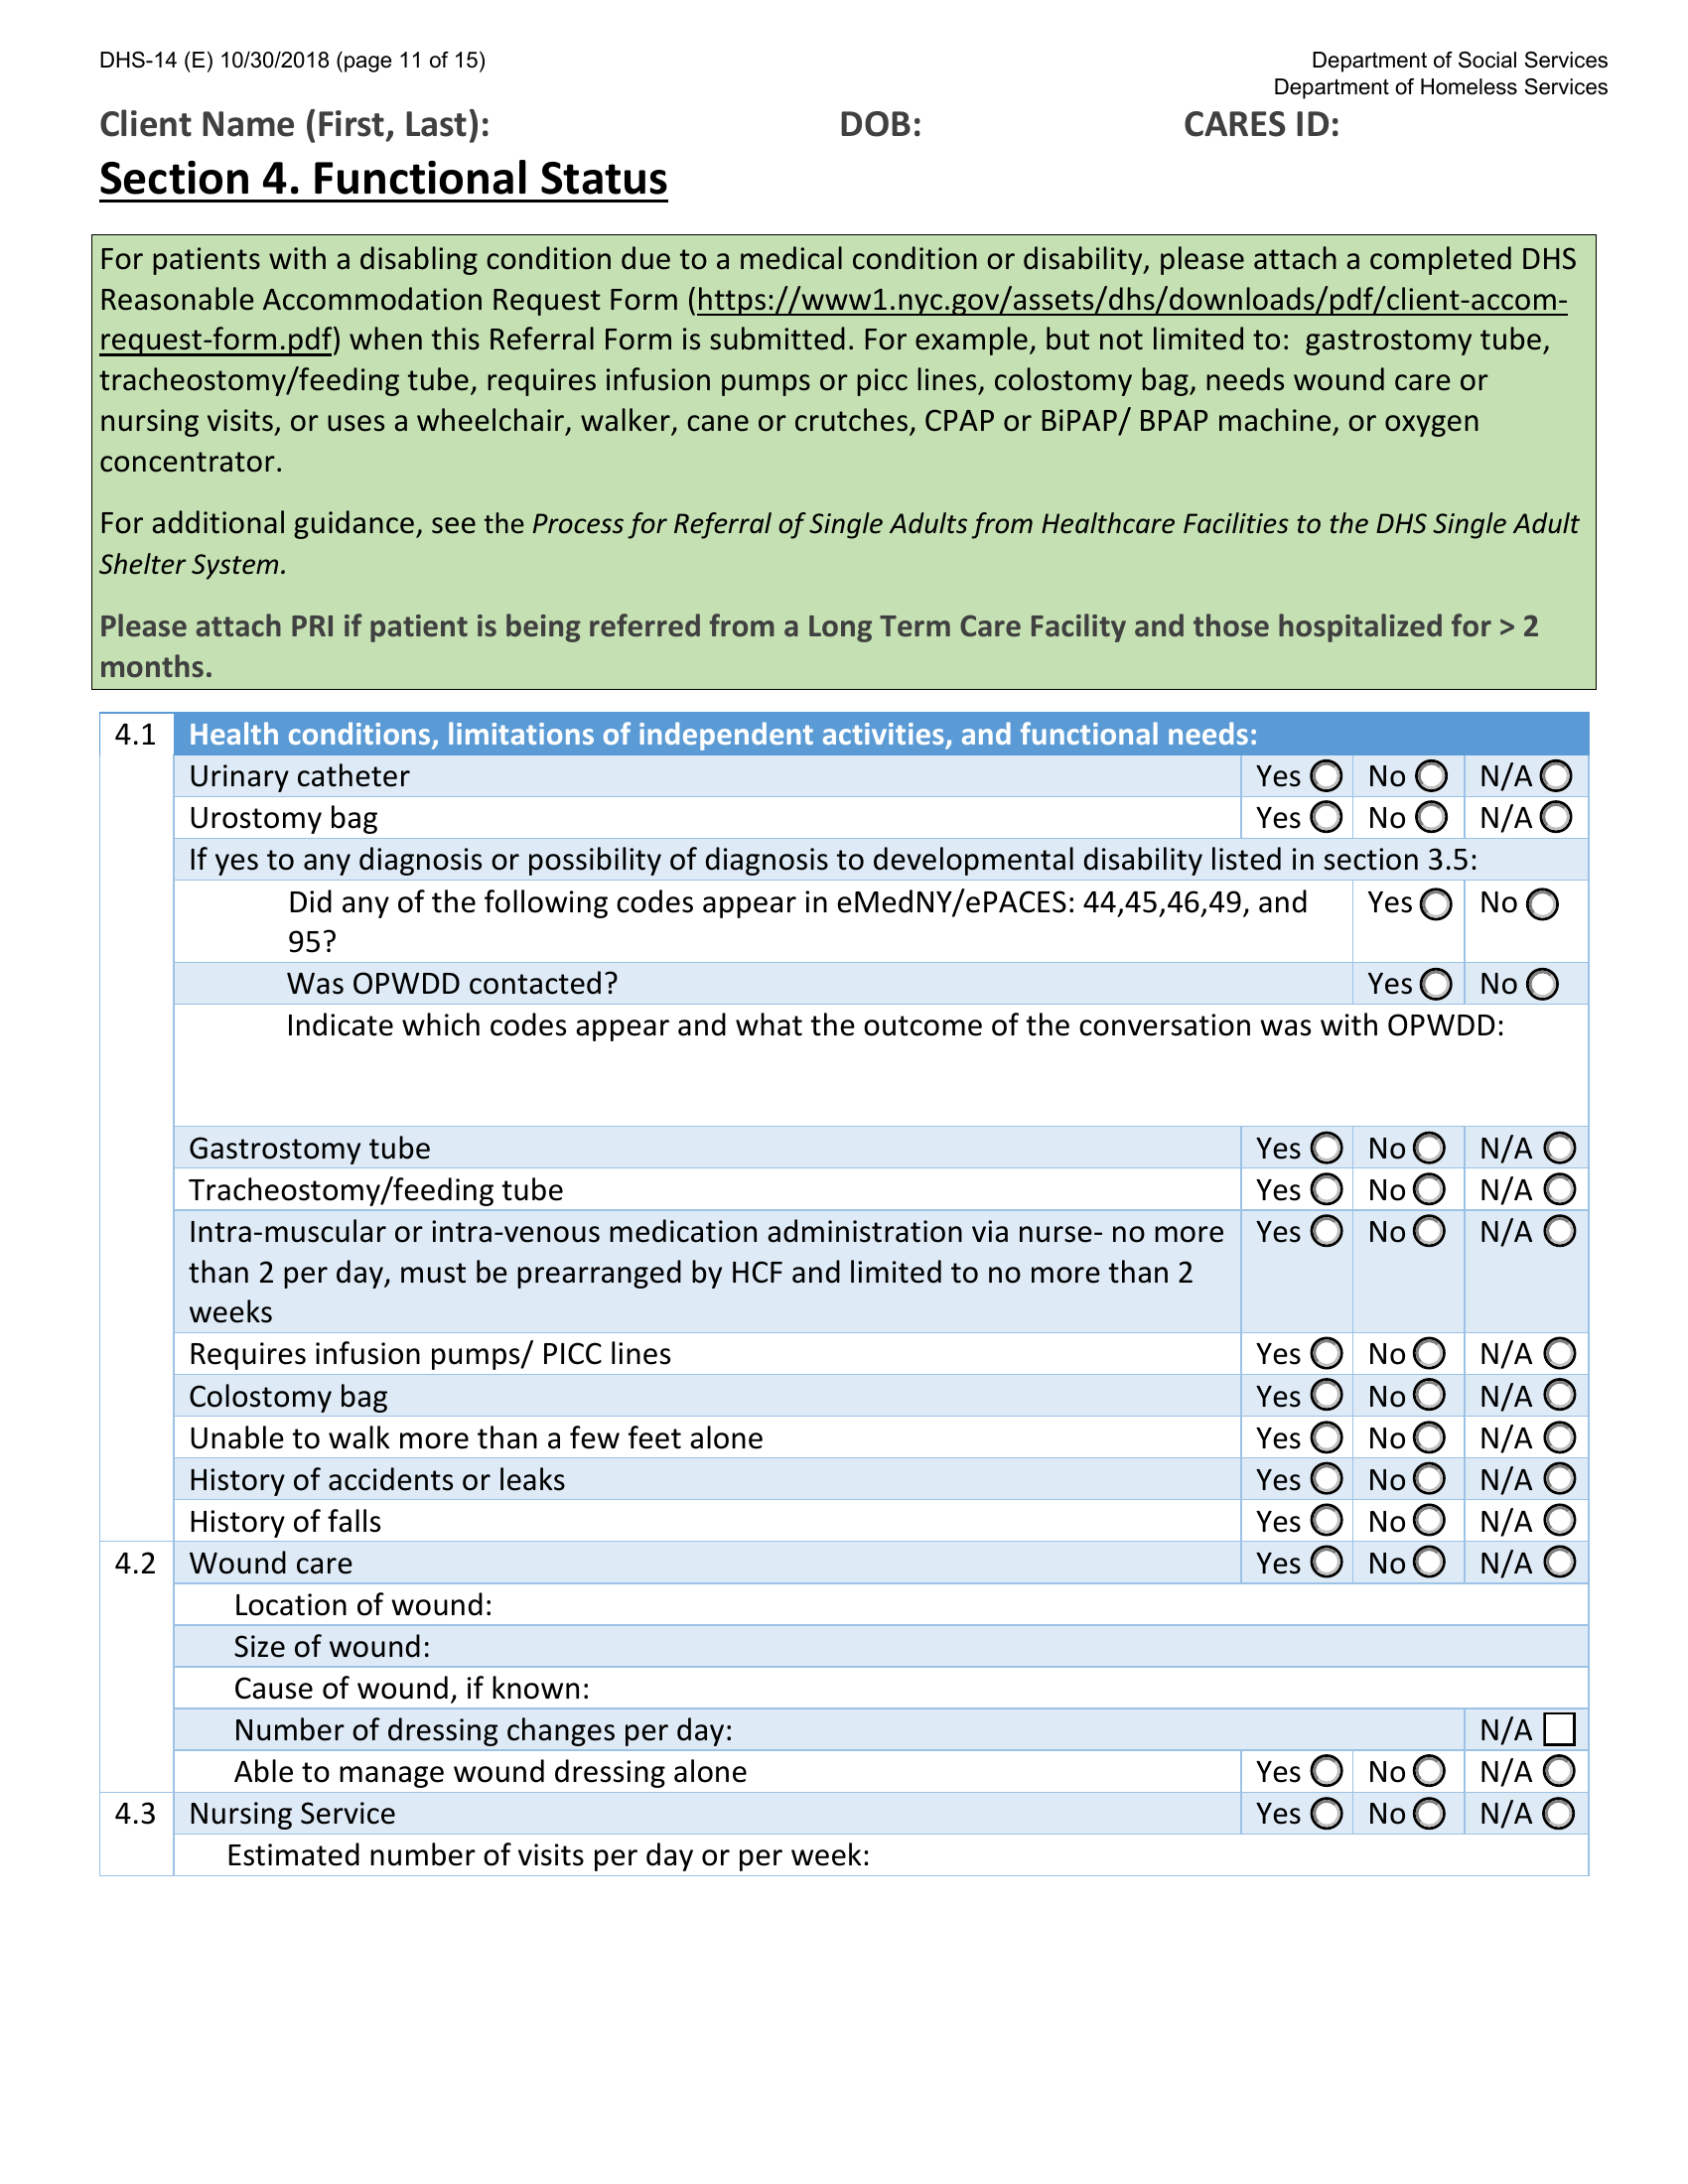 DHS-14 (E) 10/30/2018 (page 11 of 15)
Department of Social Services
Department of Homeless Services
Client Name (First, Last): DOB: CARES ID:
Section 4. Functional Status
For patients with a disabling condition due to a medical condition or disability, please attach a completed DHS
Reasonable Accommodation Request Form (https://www1.nyc.gov/assets/dhs/downloads/pdf/client-accom-
request-form.pdf) when this Referral Form is submitted. For example, but not limited to:  gastrostomy tube,
tracheostomy/feeding tube, requires infusion pumps or picc lines, colostomy bag, needs wound care or
nursing visits, or uses a wheelchair, walker, cane or crutches, CPAP or BiPAP/ BPAP machine, or oxygen
concentrator.
For additional guidance, see the Process for Referral of Single Adults from Healthcare Facilities to the DHS Single Adult
Shelter System.
Please attach PRI if patient is being referred from a Long Term Care Facility and those hospitalized for > 2
months.
4.1 Health conditions, limitations of independent activities, and functional needs:
Urinary catheter Yes No N/A
Urostomy bag Yes No N/A
If yes to any diagnosis or possibility of diagnosis to developmental disability listed in section 3.5:
Did any of the following codes appear in eMedNY/ePACES: 44,45,46,49, and Yes No
95?
Was OPWDD contacted? Yes No
Indicate which codes appear and what the outcome of the conversation was with OPWDD:
Gastrostomy tube Yes No N/A
Tracheostomy/feeding tube Yes No N/A
Intra-muscular or intra-venous medication administration via nurse- no more Yes No N/A
than 2 per day, must be prearranged by HCF and limited to no more than 2
weeks
Requires infusion pumps/ PICC lines Yes No N/A
Colostomy bag Yes No N/A
Unable to walk more than a few feet alone Yes No N/A
History of accidents or leaks Yes No N/A
History of falls Yes No N/A
4.2 Wound care Yes No N/A
Location of wound:
Size of wound:
Cause of wound, if known:
Number of dressing changes per day: N/A
Able to manage wound dressing alone Yes No N/A
4.3 Nursing Service Yes No N/A
Estimated number of visits per day or per week: